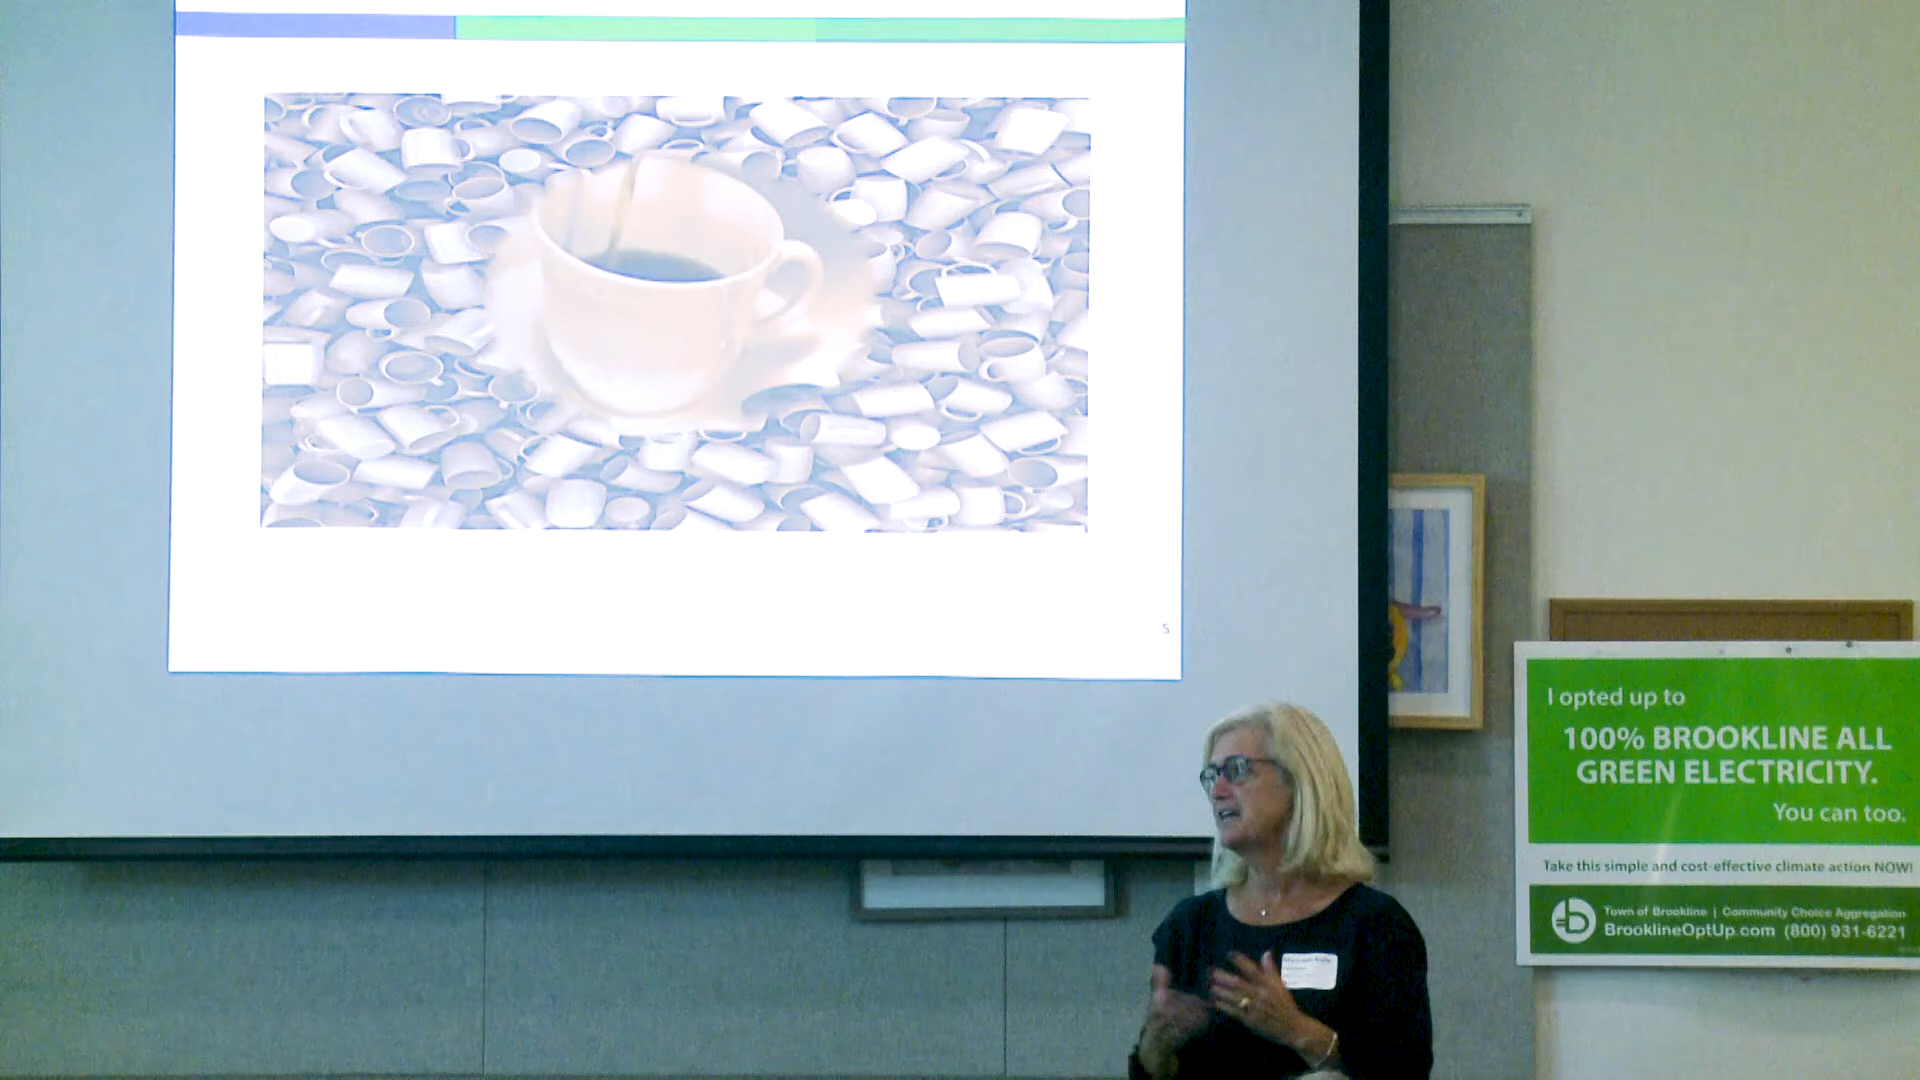 5
I opted up to
100% BROOKLINE ALL
GREEN ELECTRICITY.
You can too.
Take this simple and cost-effective climate action NOW!
Town of Brookline | Community Choice Aggregation
BrooklineOptUp.com (800) 931-6221